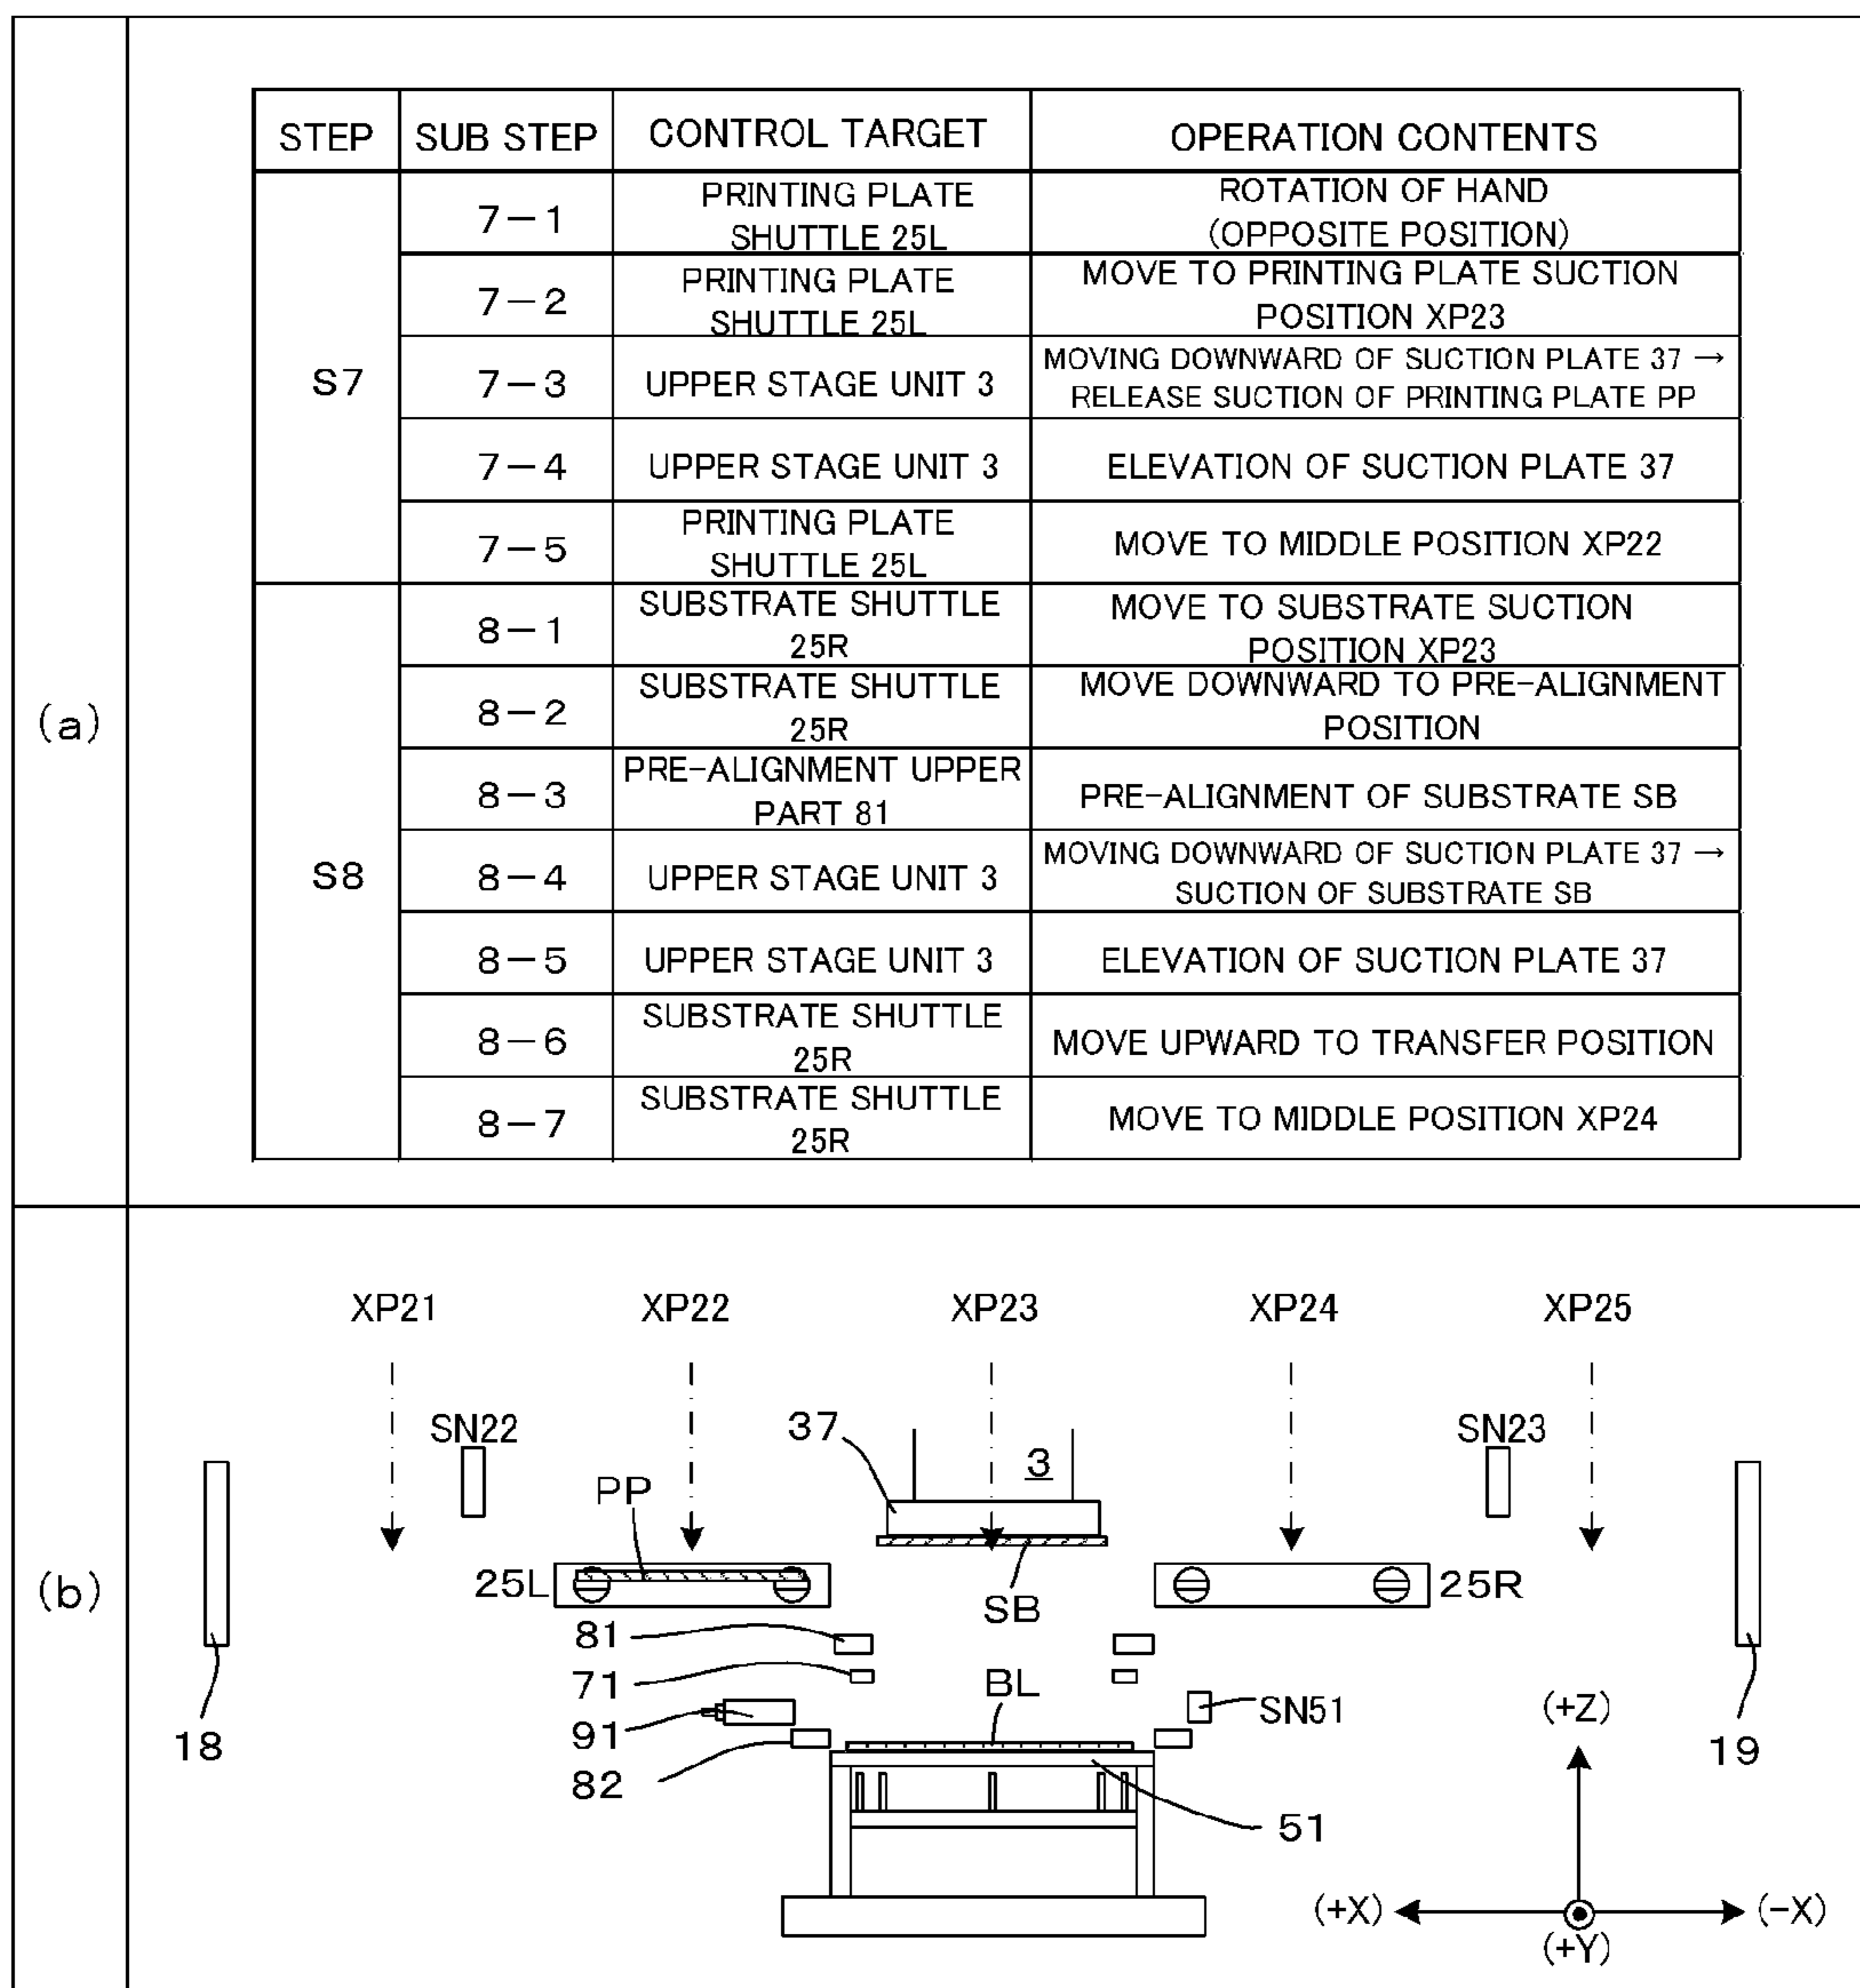 (a)
STEP SUB STEP CONTROL TARGET OPERATION CONTENTS
S7
7-1 PRINTING PLATE SHUTTLE 25L ROTATION OF HAND (OPPOSITE POSITION)
7-2 PRINTING PLATE SHUTTLE 25L MOVE TO PRINTING PLATE SUCTION POSITION XP23
7-3 UPPER STAGE UNIT 3 MOVING DOWNWARD OF SUCTION PLATE 37 → RELEASE SUCTION OF PRINTING PLATE PP
7-4 UPPER STAGE UNIT 3 ELEVATION OF SUCTION PLATE 37
7-5 PRINTING PLATE SHUTTLE 25L MOVE TO MIDDLE POSITION XP22
S8
8-1 SUBSTRATE SHUTTLE 25R MOVE TO SUBSTRATE SUCTION POSITION XP23
8-2 SUBSTRATE SHUTTLE 25R MOVE DOWNWARD TO PRE-ALIGNMENT POSITION
8-3 PRE-ALIGNMENT UPPER PART 81 PRE-ALIGNMENT OF SUBSTRATE SB
8-4 UPPER STAGE UNIT 3 MOVING DOWNWARD OF SUCTION PLATE 37 → SUCTION OF SUBSTRATE SB
8-5 UPPER STAGE UNIT 3 ELEVATION OF SUCTION PLATE 37
8-6 SUBSTRATE SHUTTLE 25R MOVE UPWARD TO TRANSFER POSITION
8-7 SUBSTRATE SHUTTLE 25R MOVE TO MIDDLE POSITION XP24
(b)
XP21 XP22 XP23 XP24 XP25
SN22 37 3 SN23
PP
25L SB 25R
81
71 BL
91 SN51 (+Z)
18 82 19
51
(+X) (-X)
(+Y)